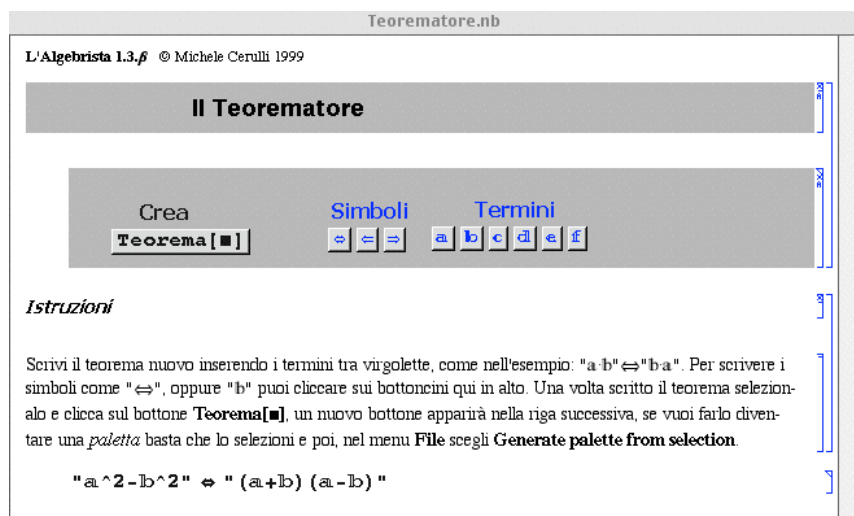 Teorematore.nb
L'Algebrista 1.3.β © Michele Cerulli 1999
Il Teorematore
Crea Simboli Termini
Teorema[■] ⇔ ⇐ ⇒ 𝕒 𝕓 𝕔 𝕕 𝕖 𝕗
Istruzioni
Scrivi il teorema nuovo inserendo i termini tra virgolette, come nell'esempio: "𝕒·𝕓"⇔"𝕓·𝕒". Per scrivere i
simboli come "⇔", oppure "𝕓" puoi cliccare sui bottoncini qui in alto. Una volta scritto il teorema selezion-
alo e clicca sul bottone Teorema[■], un nuovo bottone apparirà nella riga successiva, se vuoi farlo diven-
tare una paletta basta che lo selezioni e poi, nel menu File scegli Generate palette from selection.
"𝕒^2-𝕓^2" ⇔ "(𝕒+𝕓)(𝕒-𝕓)"